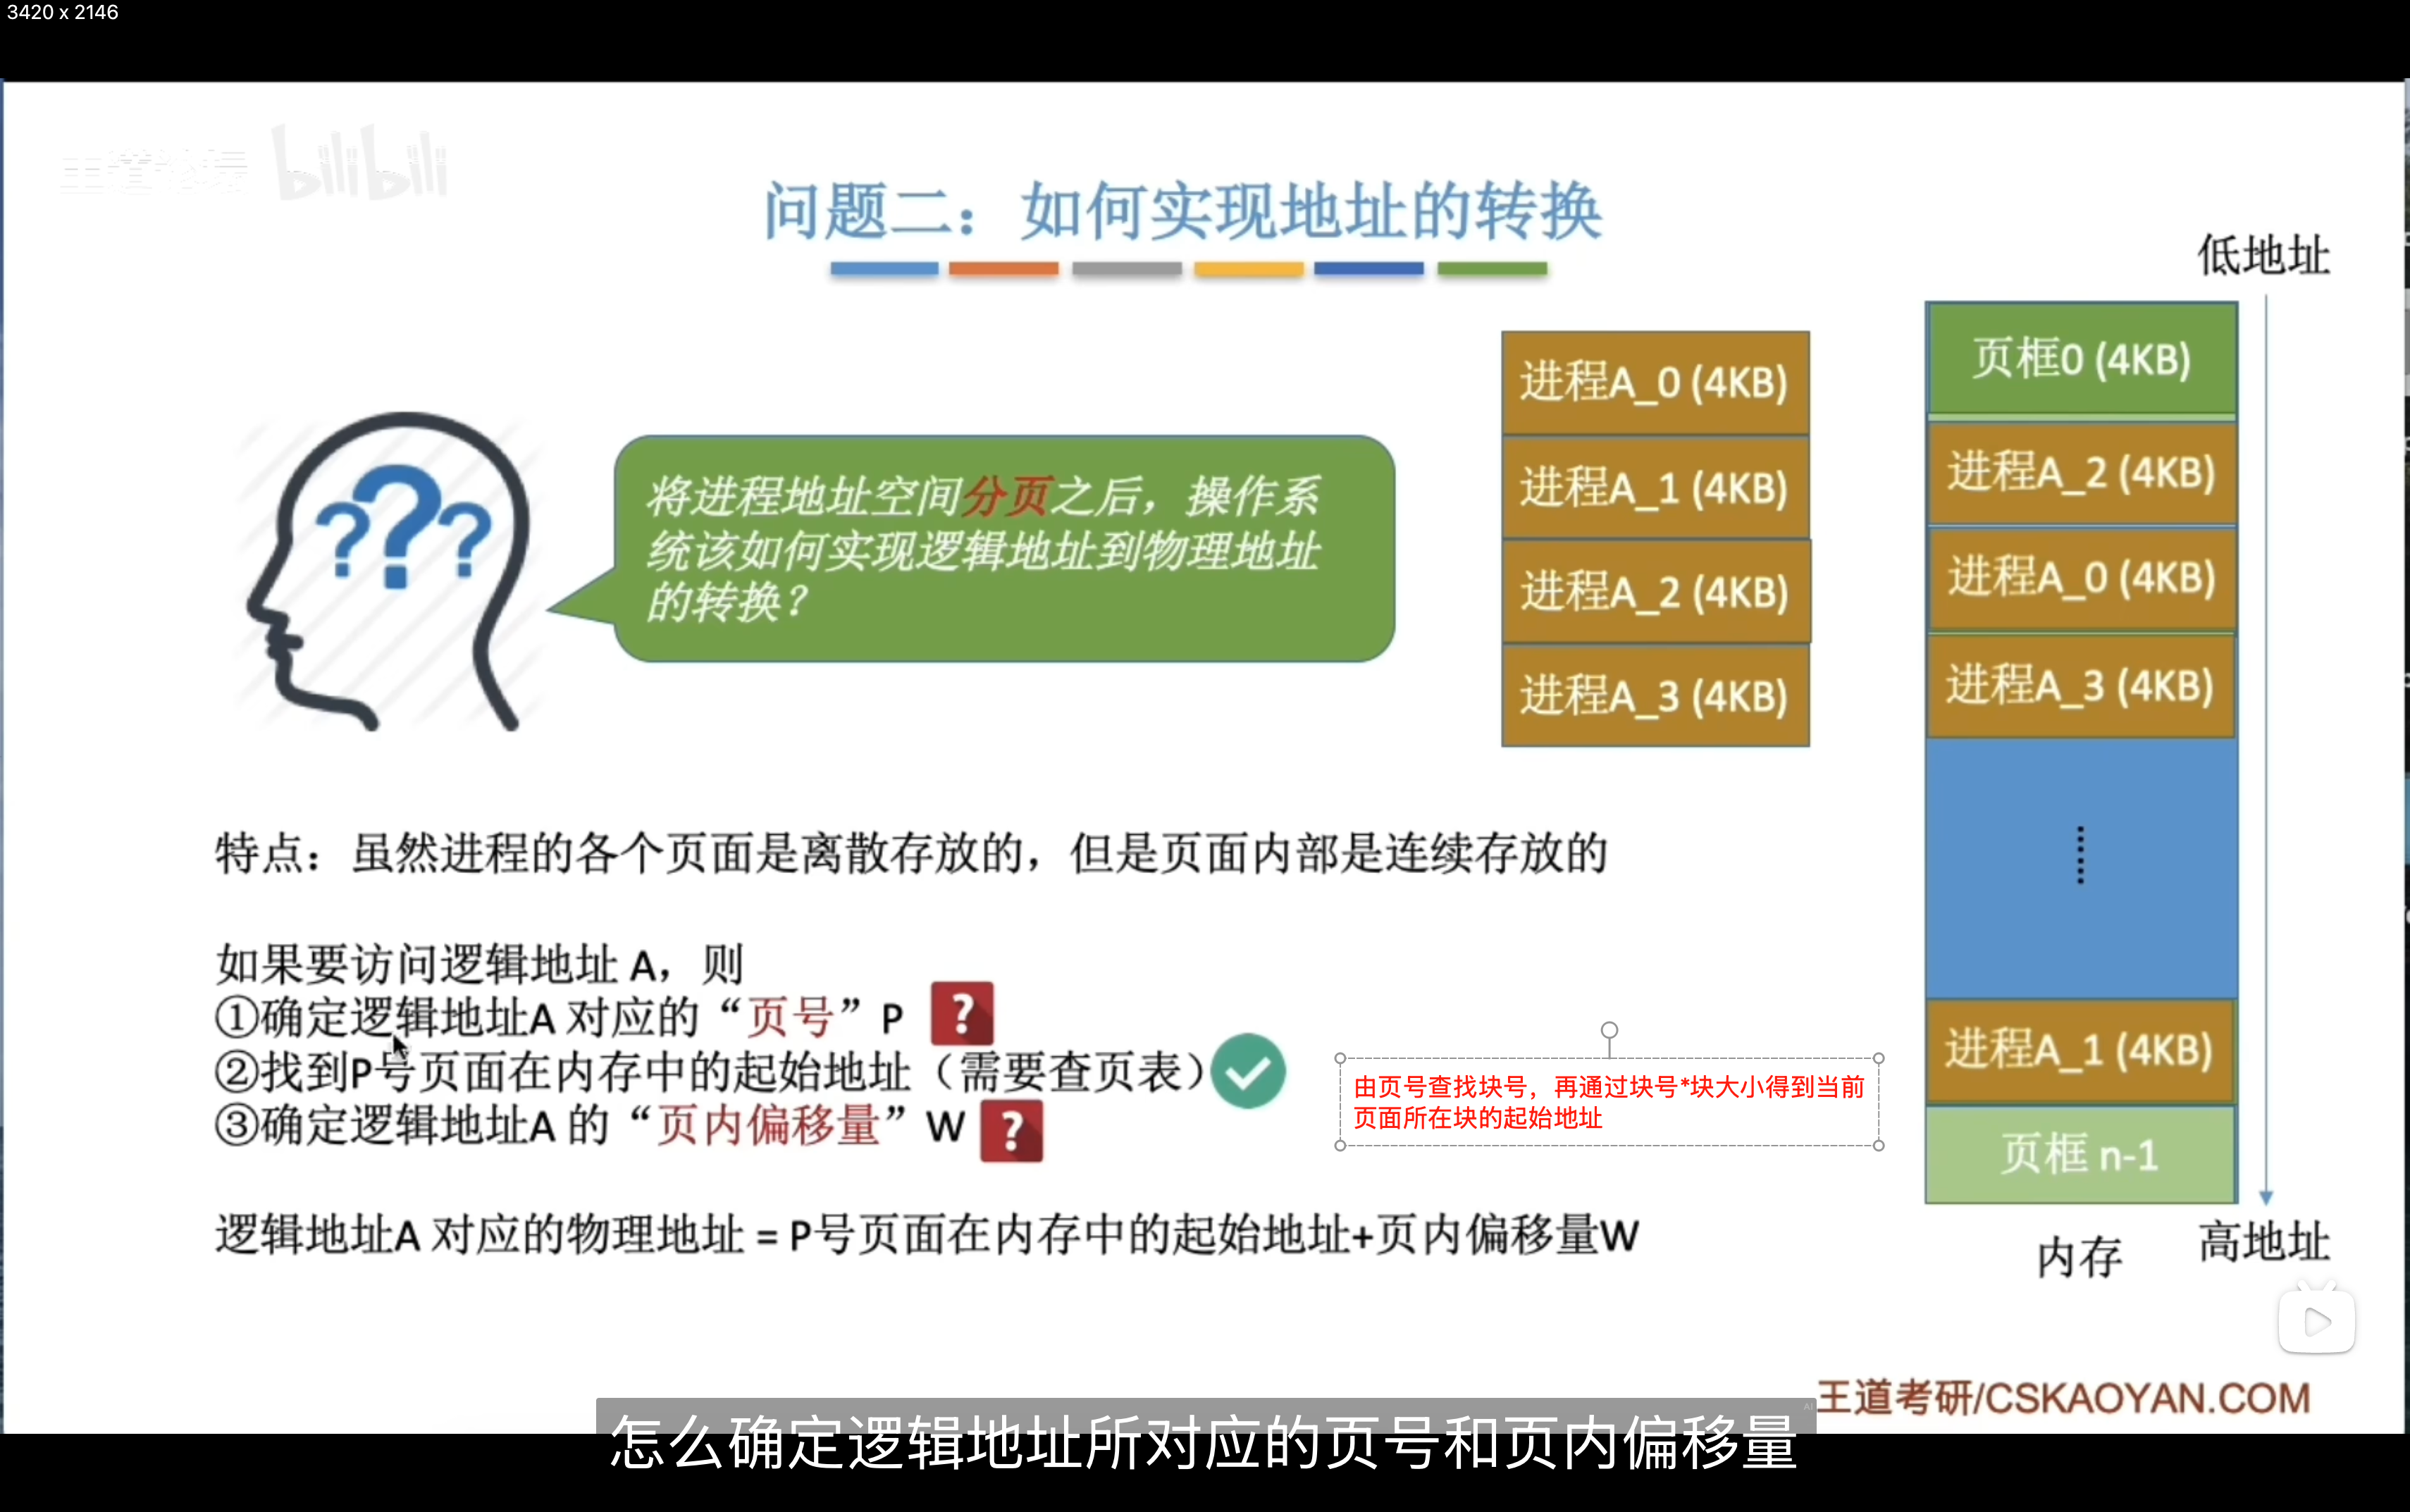 3420 x 2146
bilibili
问题二：如何实现地址的转换
低地址
将进程地址空间分页之后，操作系
统该如何实现逻辑地址到物理地址
的转换？
? ? ?
进程A_0 (4KB)
进程A_1 (4KB)
进程A_2 (4KB)
进程A_3 (4KB)
页框0 (4KB)
进程A_2 (4KB)
进程A_0 (4KB)
进程A_3 (4KB)
......
进程A_1 (4KB)
页框 n-1
内存
高地址
特点：虽然进程的各个页面是离散存放的，但是页面内部是连续存放的
如果要访问逻辑地址 A，则
①确定逻辑地址A 对应的“页号”P ?
②找到P号页面在内存中的起始地址（需要查页表）
③确定逻辑地址A 的“页内偏移量”W ?
由页号查找块号，再通过块号*块大小得到当前
页面所在块的起始地址
逻辑地址A 对应的物理地址 = P号页面在内存中的起始地址+页内偏移量W
王道考研/CSKAOYAN.COM
AI
怎么确定逻辑地址所对应的页号和页内偏移量